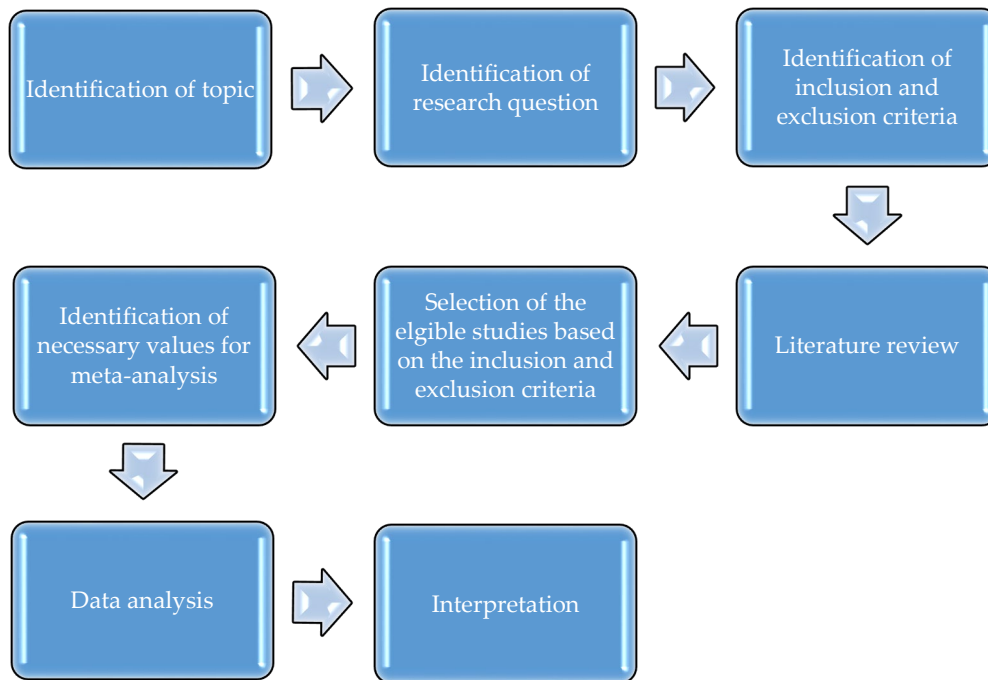 Identification of topic
Identification of
research question
Identification of
inclusion and
exclusion criteria
Literature review
Selection of the
elgible studies based
on the inclusion and
exclusion criteria
Identification of
necessary values for
meta-analysis
Data analysis
Interpretation